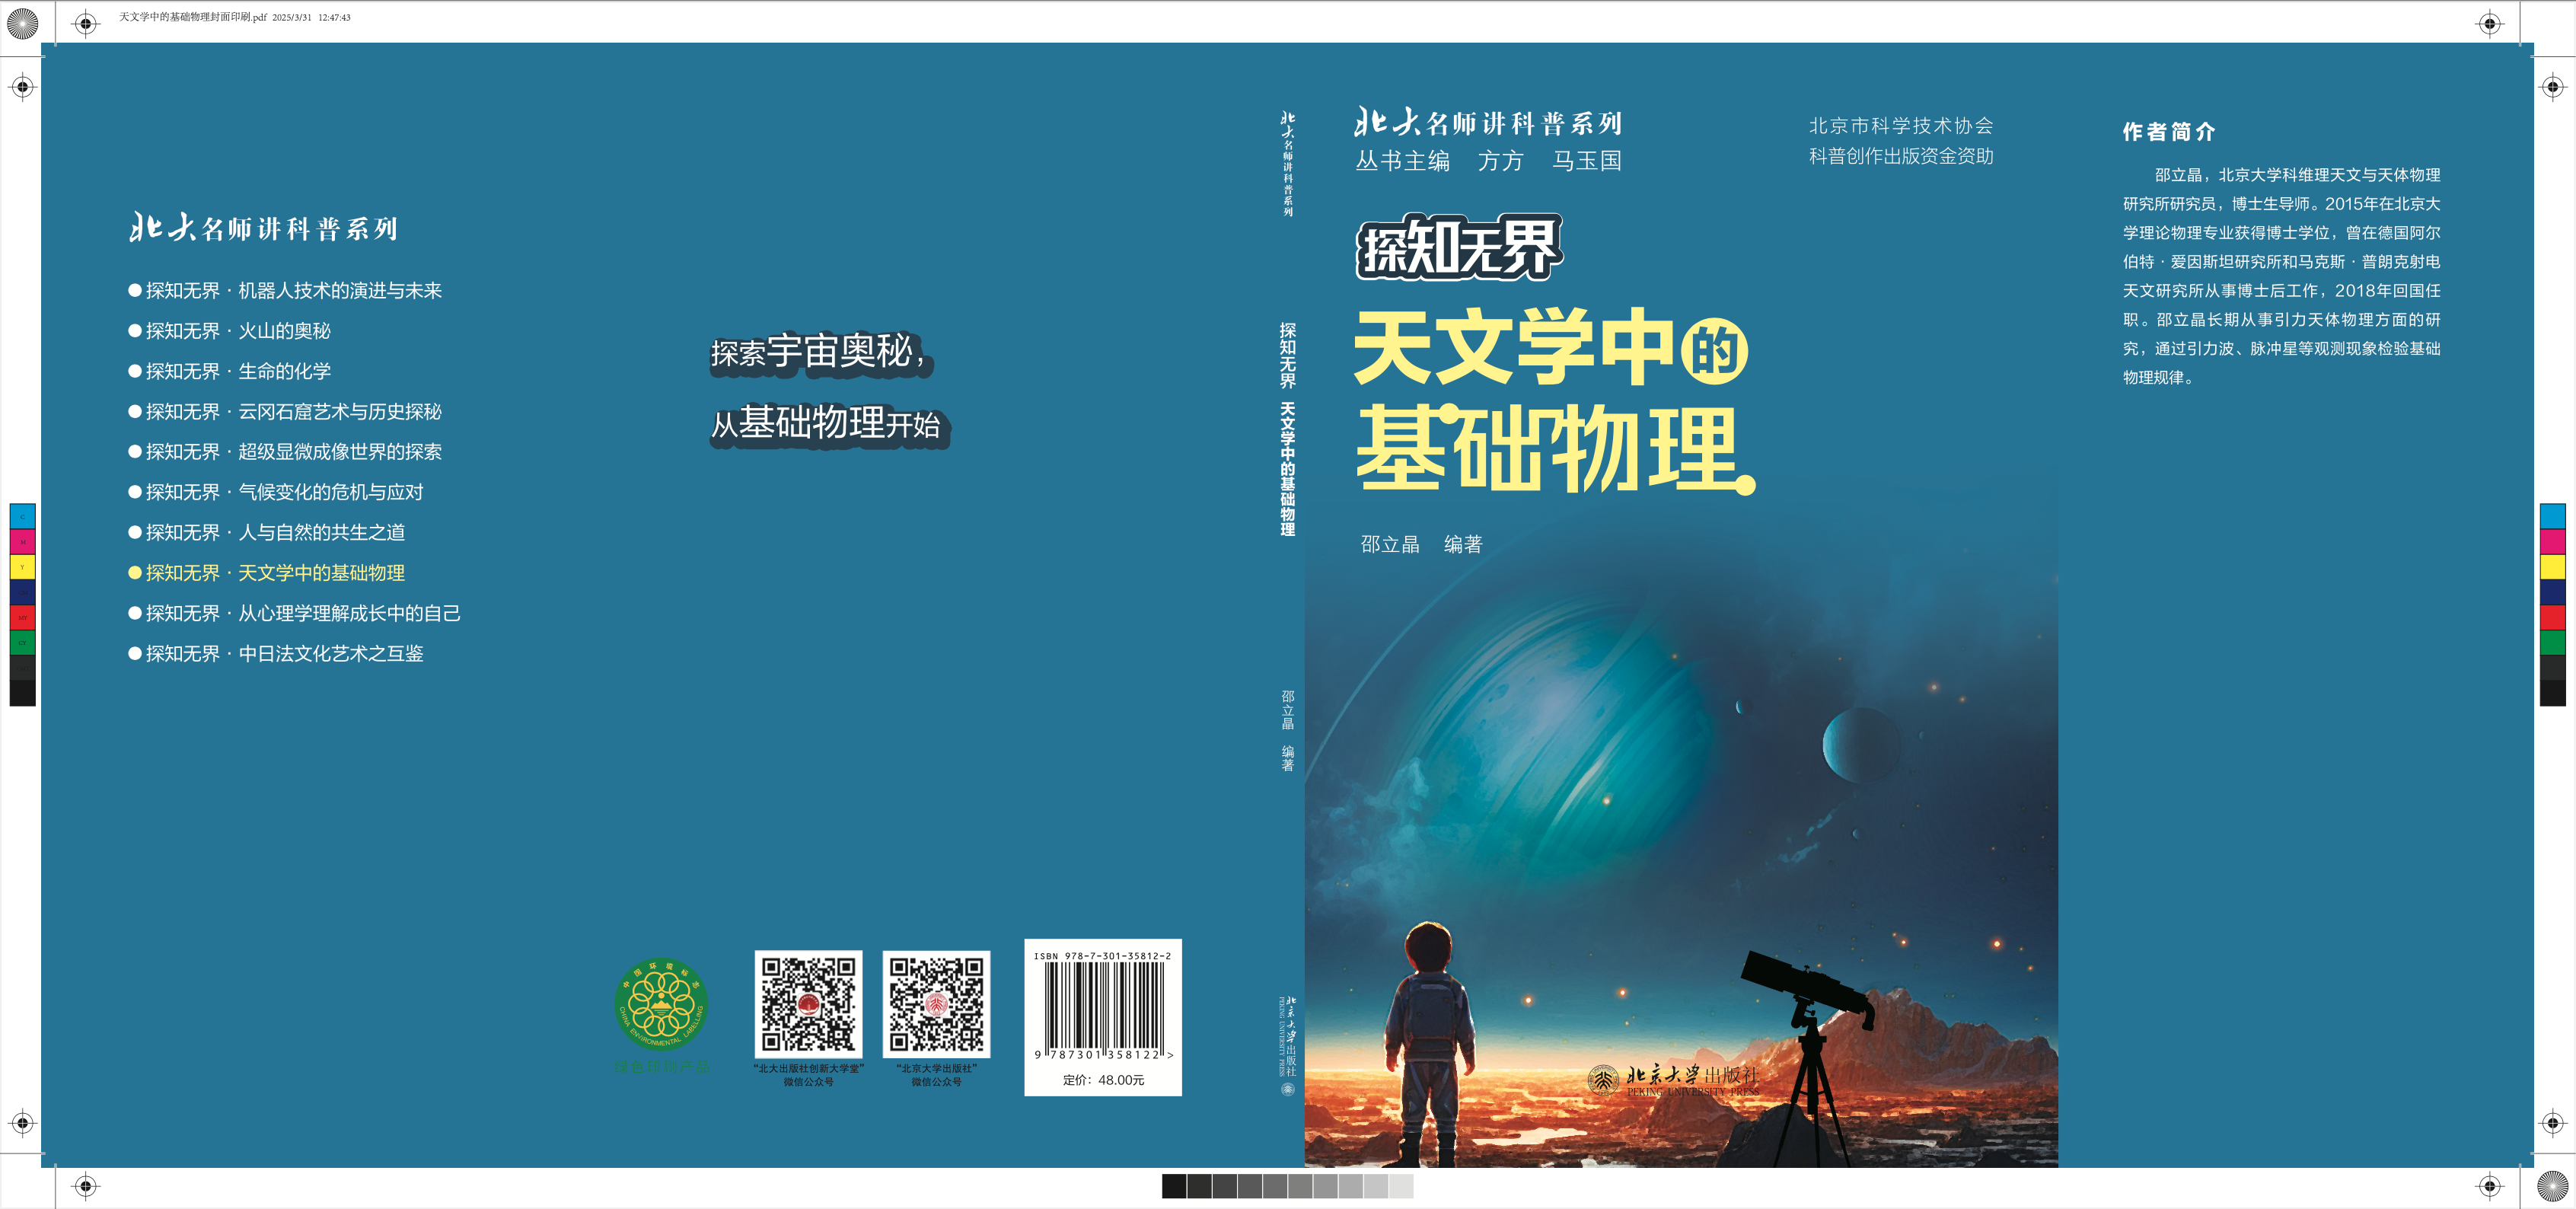 天文学中的基础物理封面印刷.pdf 2025/3/31 12:47:43
北大名师讲科普系列
●探知无界·机器人技术的演进与未来
●探知无界·火山的奥秘
●探知无界·生命的化学
●探知无界·云冈石窟艺术与历史探秘
●探知无界·超级显微成像世界的探索
●探知无界·气候变化的危机与应对
●探知无界·人与自然的共生之道
●探知无界·天文学中的基础物理
●探知无界·从心理学理解成长中的自己
●探知无界·中日法文化艺术之互鉴
探索宇宙奥秘，
从基础物理开始
中国环境标志
CHINA ENVIRONMENTAL LABELLING
绿色印刷产品
“北大出版社创新大学堂”
微信公众号
“北京大学出版社”
微信公众号
ISBN 978-7-301-35812-2
9 787301 358122 >
定价：48.00元
北大名师讲科普系列
探知无界 天文学中的基础物理
邵立晶 编著
北京大学出版社
PEKING UNIVERSITY PRESS
北大名师讲科普系列
丛书主编 方方 马玉国
北京市科学技术协会
科普创作出版资金资助
探知无界
天文学中的
基础物理
邵立晶 编著
北京大学出版社
PEKING UNIVERSITY PRESS
作者简介
邵立晶，北京大学科维理天文与天体物理
研究所研究员，博士生导师。2015年在北京大
学理论物理专业获得博士学位，曾在德国阿尔
伯特·爱因斯坦研究所和马克斯·普朗克射电
天文研究所从事博士后工作，2018年回国任
职。邵立晶长期从事引力天体物理方面的研
究，通过引力波、脉冲星等观测现象检验基础
物理规律。
C
M
Y